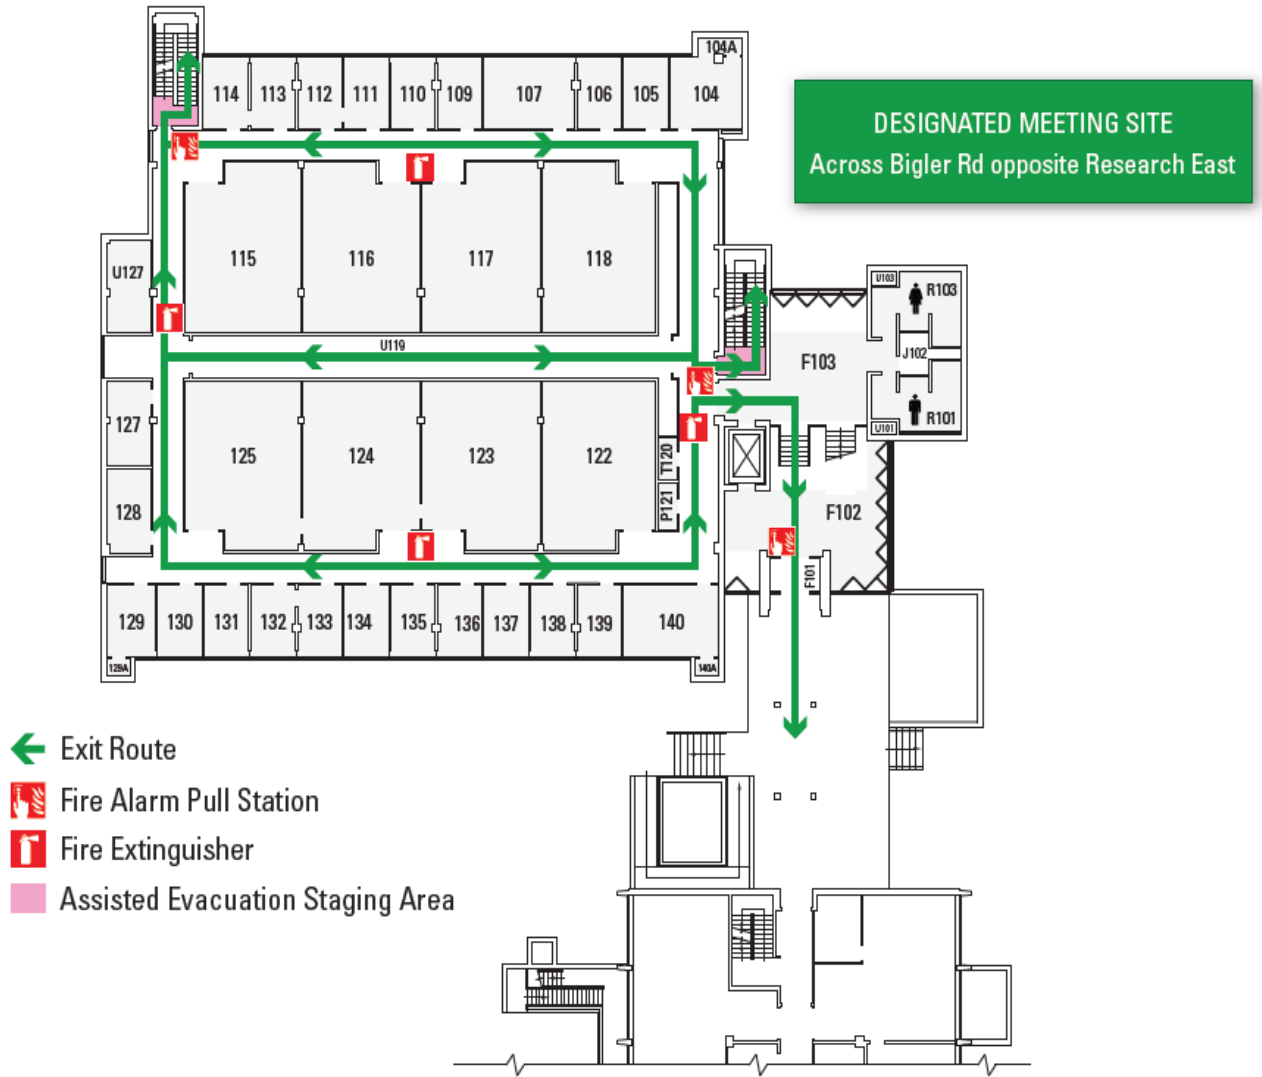 104A
114 113 112 111 110 109 107 106 105 104
DESIGNATED MEETING SITE
Across Bigler Rd opposite Research East
115 116 117 118
U127
U103
R103
U119
J102
F103
127
R101
U101
125 124 123 122
T120
P121
128
F102
F101
129 130 131 132 133 134 135 136 137 138 139 140
129A
140A
Exit Route
Fire Alarm Pull Station
Fire Extinguisher
Assisted Evacuation Staging Area